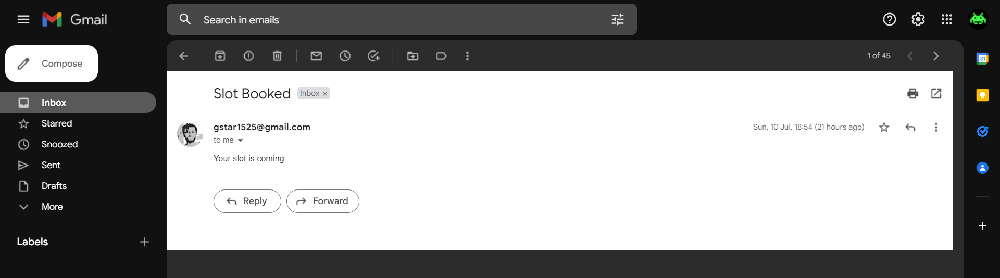 Gmail
Search in emails
Compose
1 of 45
31
Inbox
Starred
Snoozed
Sent
Drafts
More
Labels
Slot Booked Inbox ×
gstar1525@gmail.com
Sun, 10 Jul, 18:54 (21 hours ago)
to me
Your slot is coming
Reply
Forward